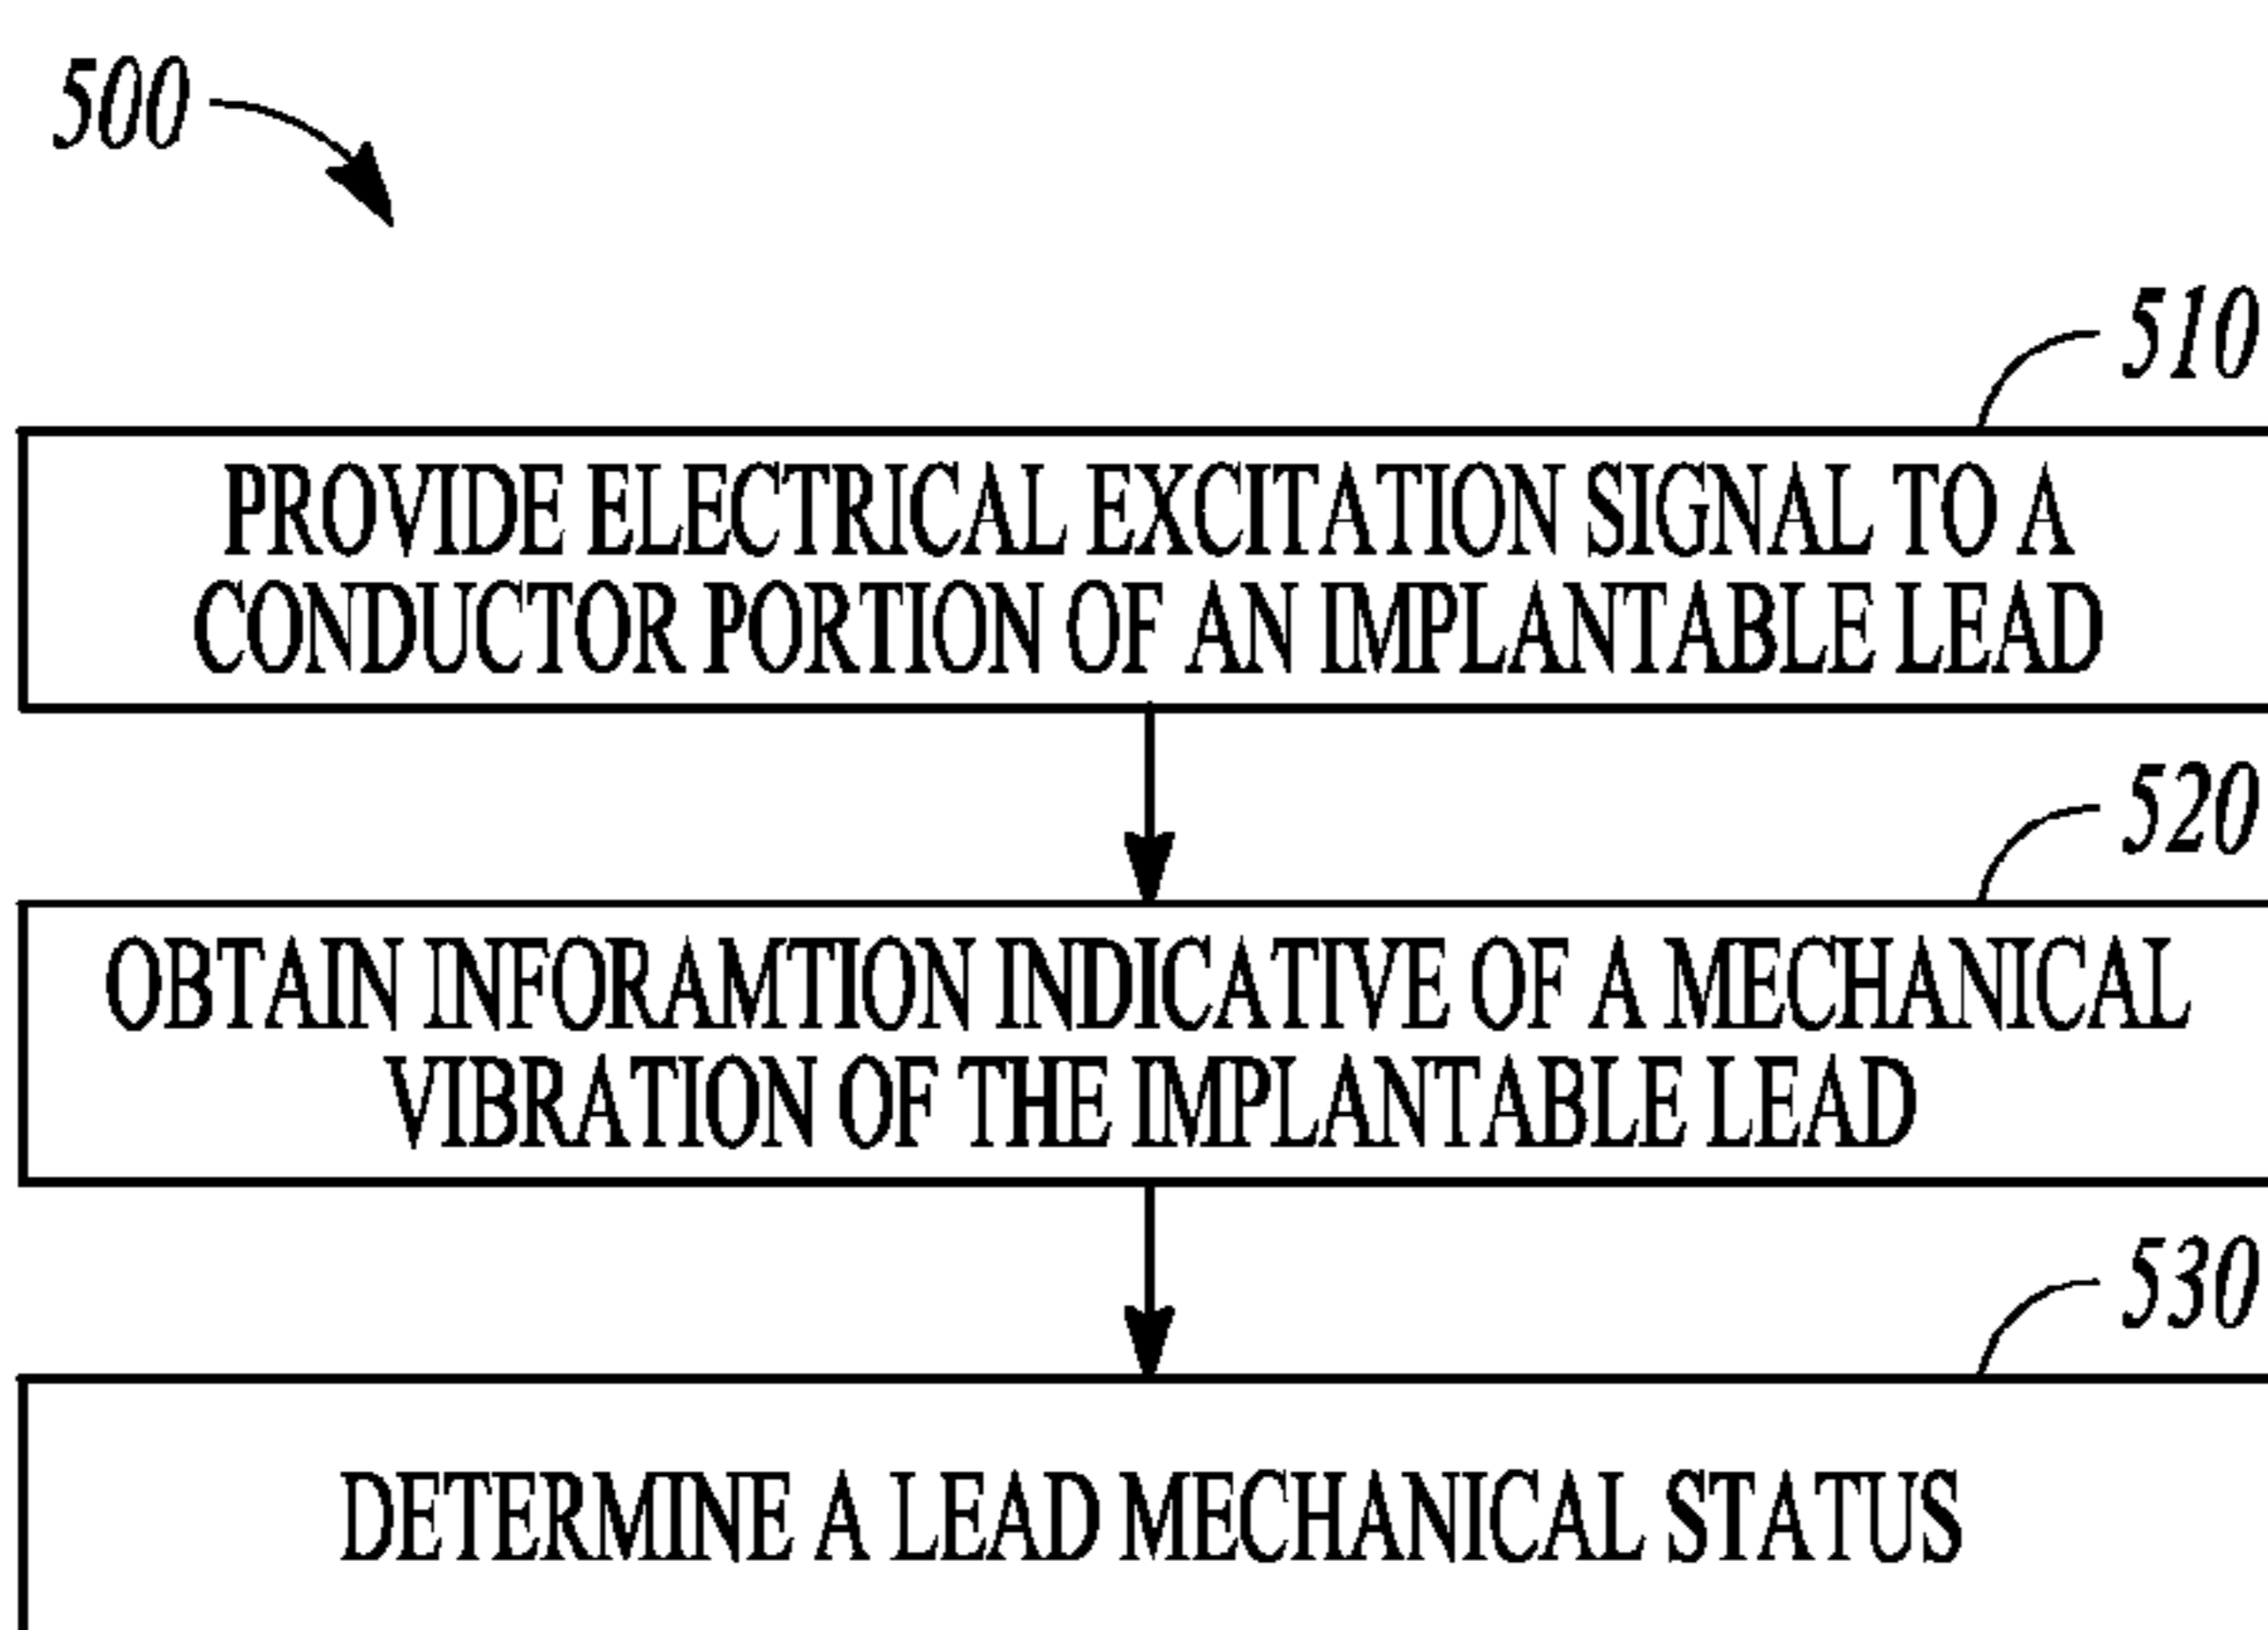 500
510
PROVIDE ELECTRICAL EXCITATION SIGNAL TO A
CONDUCTOR PORTION OF AN IMPLANTABLE LEAD
520
OBTAIN INFORAMTION INDICATIVE OF A MECHANICAL
VIBRATION OF THE IMPLANTABLE LEAD
530
DETERMINE A LEAD MECHANICAL STATUS